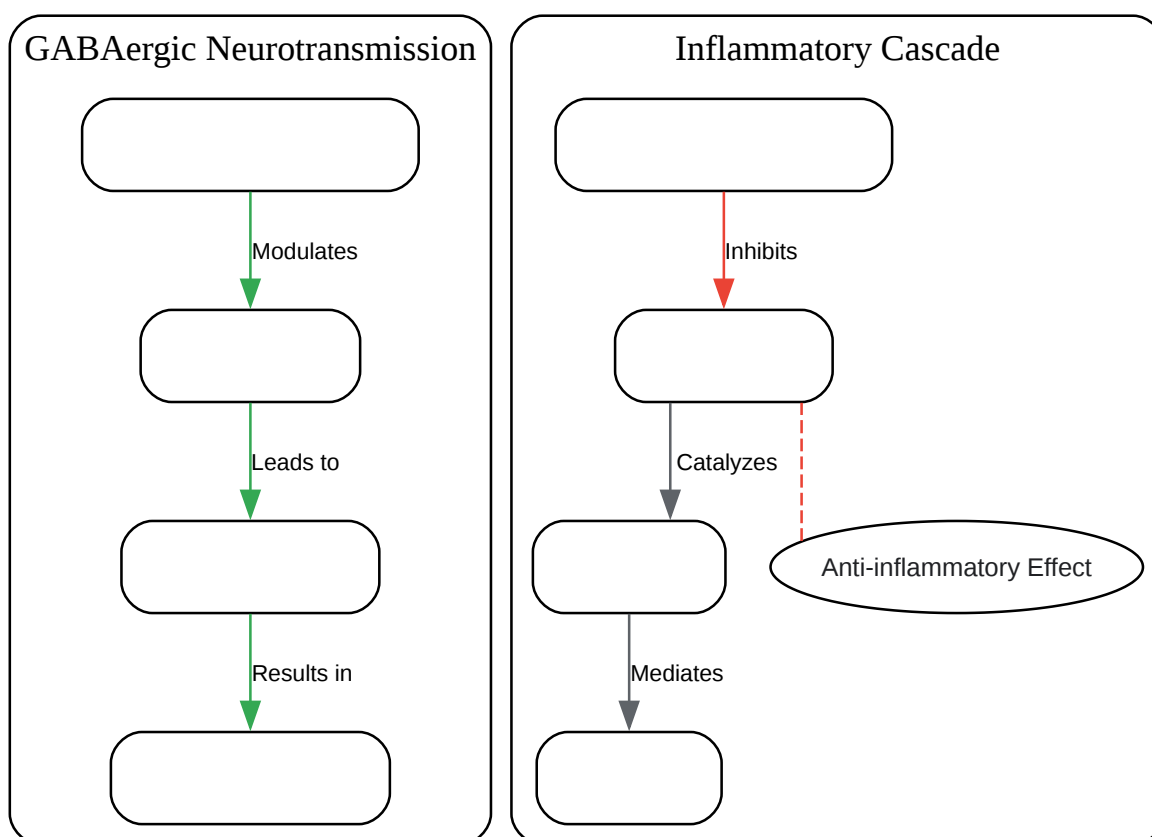 GABAergic Neurotransmission
Modulates
Leads to
Results in
Inflammatory Cascade
Inhibits
Catalyzes
Anti-inflammatory Effect
Mediates